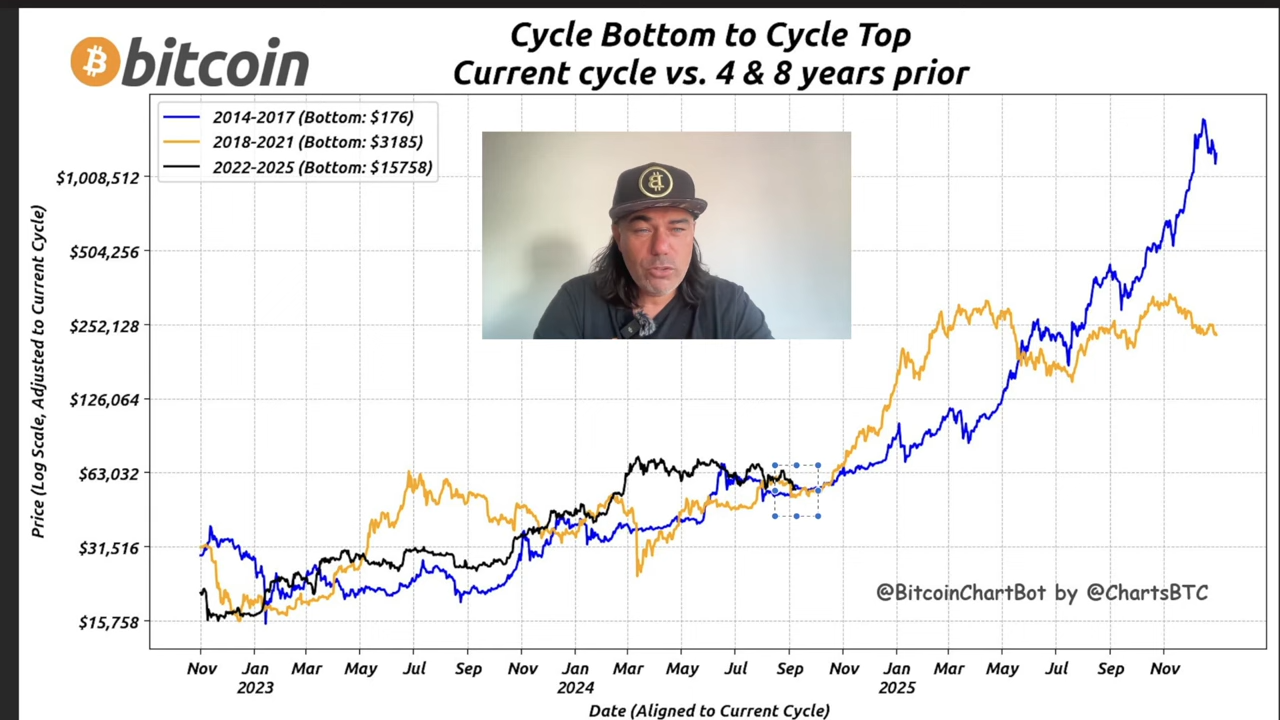 Cycle Bottom to Cycle Top
Current cycle vs. 4 & 8 years prior
bitcoin
2014-2017 (Bottom: $176)
2018-2021 (Bottom: $3185)
2022-2025 (Bottom: $15758)
Price (Log Scale, Adjusted to Current Cycle)
$1,008,512
$504,256
$252,128
$126,064
$63,032
$31,516
$15,758
@BitcoinChartBot by @ChartsBTC
Nov Jan Mar May Jul Sep Nov Jan Mar May Jul Sep Nov Jan Mar May Jul Sep Nov
2023 2024 2025
Date (Aligned to Current Cycle)